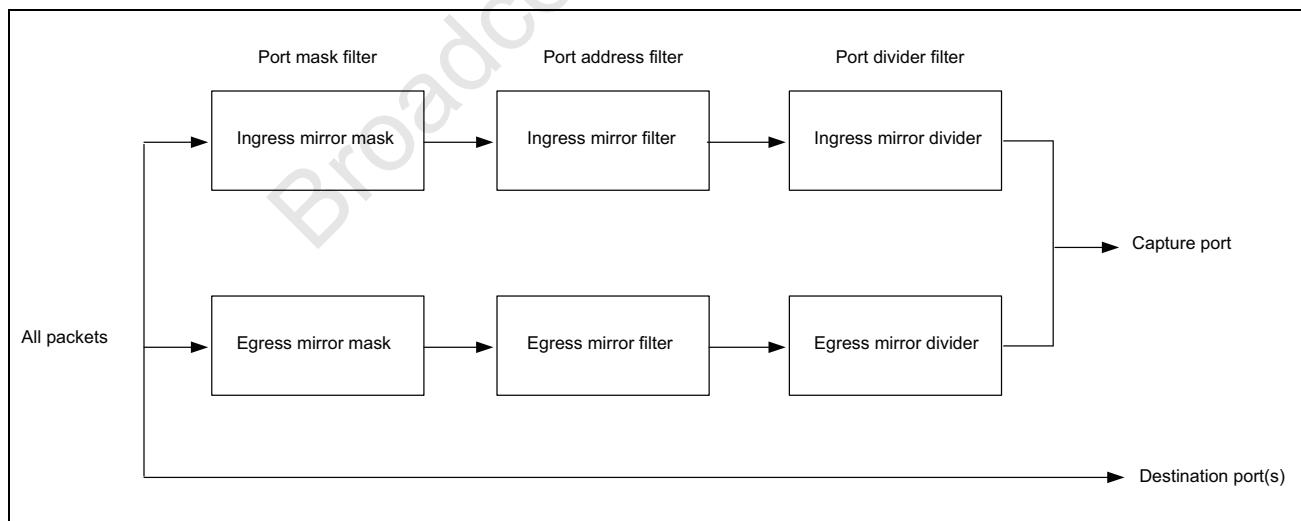 Port mask filter
Port address filter
Port divider filter
Ingress mirror mask
Ingress mirror filter
Ingress mirror divider
Capture port
All packets
Egress mirror mask
Egress mirror filter
Egress mirror divider
Destination port(s)